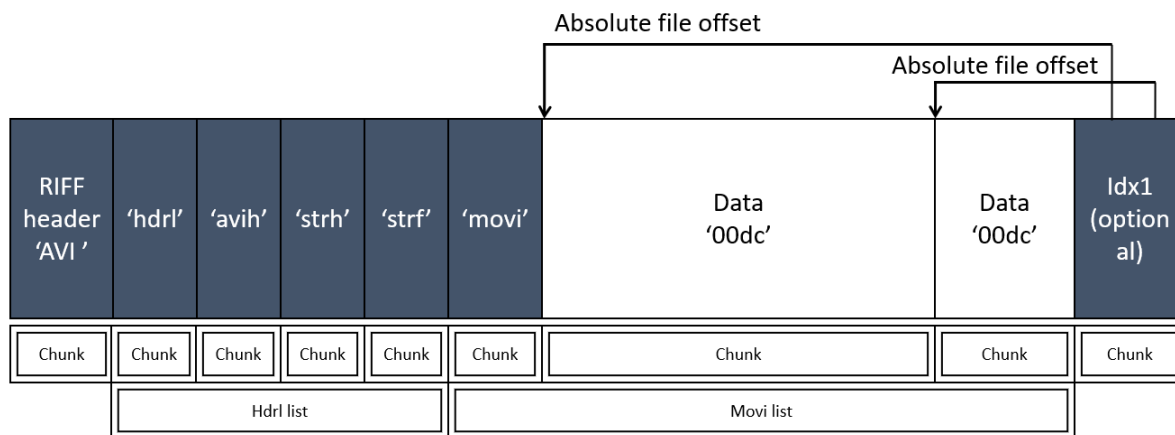 Absolute file offset
Absolute file offset
RIFF
header
‘AVI ’
‘hdrl’
‘avih’
‘strh’
‘strf’
‘movi’
Data
‘00dc’
Data
‘00dc’
Idx1
(option
al)
Chunk
Chunk
Chunk
Chunk
Chunk
Chunk
Chunk
Chunk
Chunk
Hdrl list
Movi list